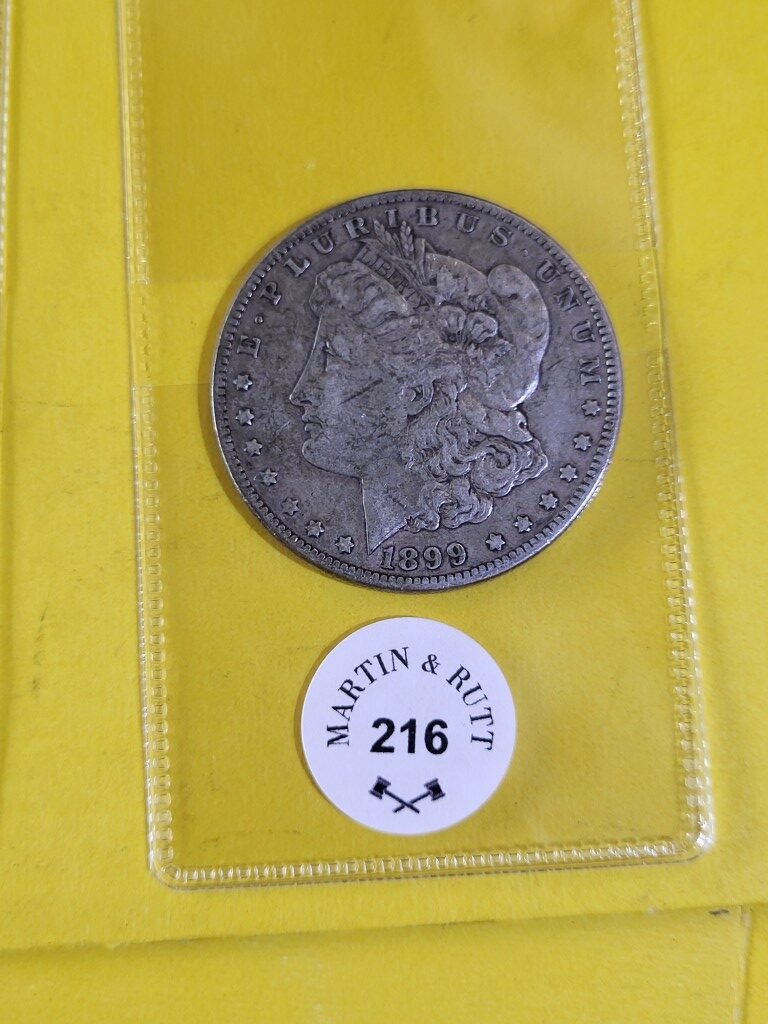 E·PLURIBUS·UNUM
LIBERTY
1899
MARTIN & RUTT
216